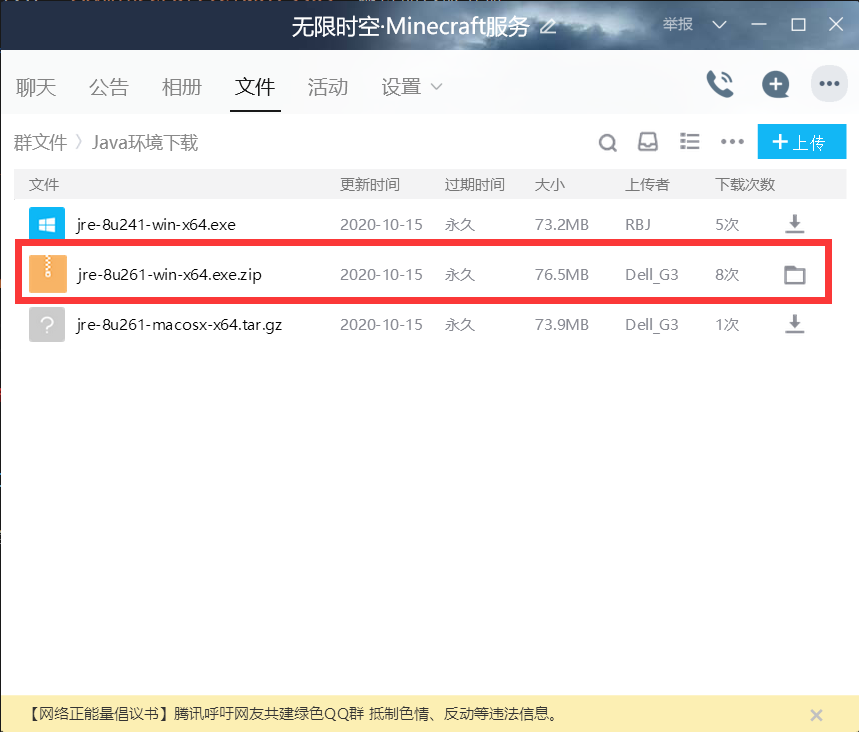 无限时空·Minecraft服务 举报
聊天 公告 相册 文件 活动 设置
群文件 〉 Java环境下载 + 上传
文件 更新时间 过期时间 大小 上传者 下载次数
jre-8u241-win-x64.exe 2020-10-15 永久 73.2MB RBJ 5次
jre-8u261-win-x64.exe.zip 2020-10-15 永久 76.5MB Dell_G3 8次
? jre-8u261-macosx-x64.tar.gz 2020-10-15 永久 73.9MB Dell_G3 1次
【网络正能量倡议书】腾讯呼吁网友共建绿色QQ群 抵制色情、反动等违法信息。